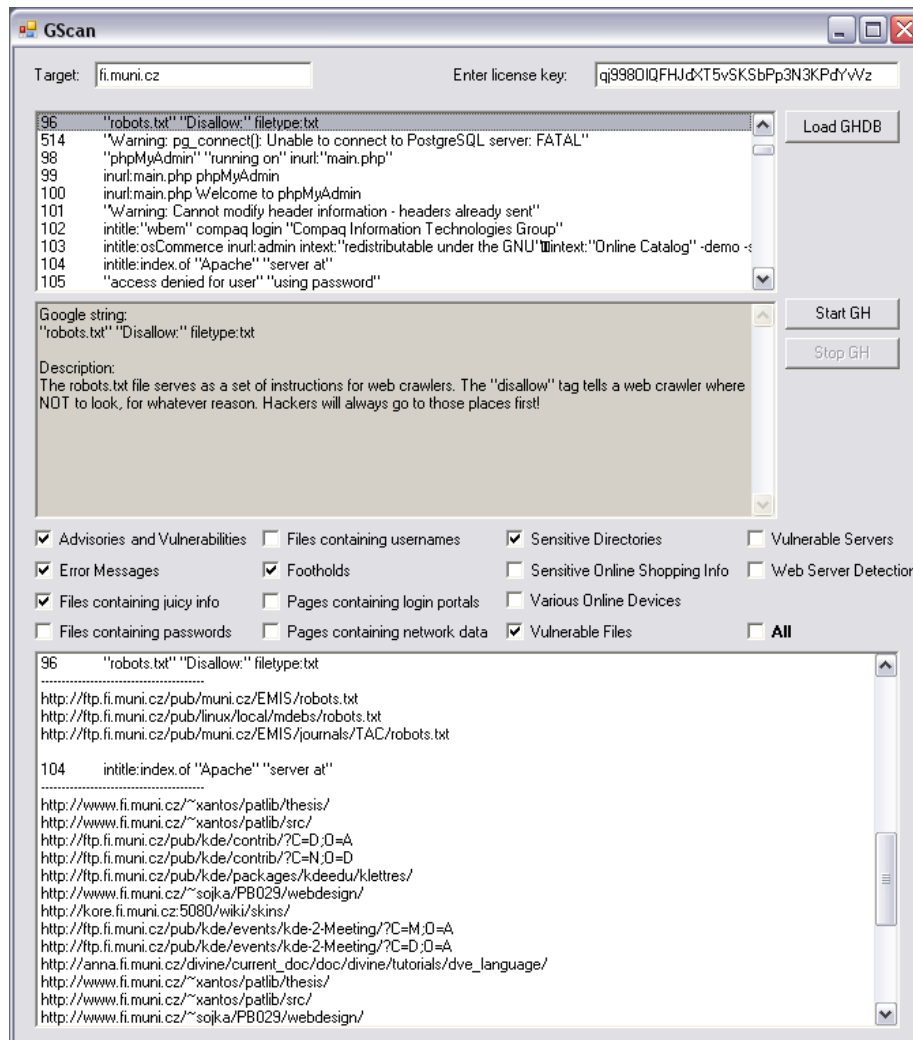 GScan
Target: fi.muni.cz Enter license key:
96 "robots.txt" "Disallow:" filetype:txt
514 "Warning: pg_connect(): Unable to connect to PostgreSQL server: FATAL"
98 "phpMyAdmin" "running on" inurl:"main.php"
99 inurl:main.php phpMyAdmin
100 inurl:main.php Welcome to phpMyAdmin
101 "Warning: Cannot modify header information - headers already sent"
102 intitle:"wbem" compaq login "Compaq Information Technologies Group"
103 intitle:osCommerce inurl:admin intext:"redistributable under the GNU" intext:"Online Catalog" -demo
104 intitle:index.of "Apache" "server at"
105 "access denied for user" "using password"
Load GHDB
Google string:
"robots.txt" "Disallow:" filetype:txt
Description:
The robots.txt file serves as a set of instructions for web crawlers. The "disallow" tag tells a web crawler where
NOT to look, for whatever reason. Hackers will always go to those places first!
Start GH
Stop GH
Advisories and Vulnerabilities Files containing usernames Sensitive Directories Vulnerable Servers
Error Messages Footholds Sensitive Online Shopping Info Web Server Detection
Files containing juicy info Pages containing login portals Various Online Devices
Files containing passwords Pages containing network data Vulnerable Files All
96 "robots.txt" "Disallow:" filetype:txt
----------------------------------------
http://ftp.fi.muni.cz/pub/muni.cz/EMIS/robots.txt
http://ftp.fi.muni.cz/pub/linux/local/mdebs/robots.txt
http://ftp.fi.muni.cz/pub/muni.cz/EMIS/journals/TAC/robots.txt
104 intitle:index.of "Apache" "server at"
----------------------------------------
http://www.fi.muni.cz/~xantos/patlib/thesis/
http://www.fi.muni.cz/~xantos/patlib/src/
http://ftp.fi.muni.cz/pub/kde/contrib/?C=D;O=A
http://ftp.fi.muni.cz/pub/kde/contrib/?C=N;O=D
http://ftp.fi.muni.cz/pub/kde/packages/kdeedu/klettres/
http://www.fi.muni.cz/~sojka/PB029/webdesign/
http://kore.fi.muni.cz:5080/wiki/skins/
http://ftp.fi.muni.cz/pub/kde/events/kde-2-Meeting/?C=M;O=A
http://ftp.fi.muni.cz/pub/kde/events/kde-2-Meeting/?C=D;O=A
http://anna.fi.muni.cz/divine/current_doc/doc/divine/tutorials/dve_language/
http://www.fi.muni.cz/~xantos/patlib/thesis/
http://www.fi.muni.cz/~xantos/patlib/src/
http://www.fi.muni.cz/~sojka/PB029/webdesign/